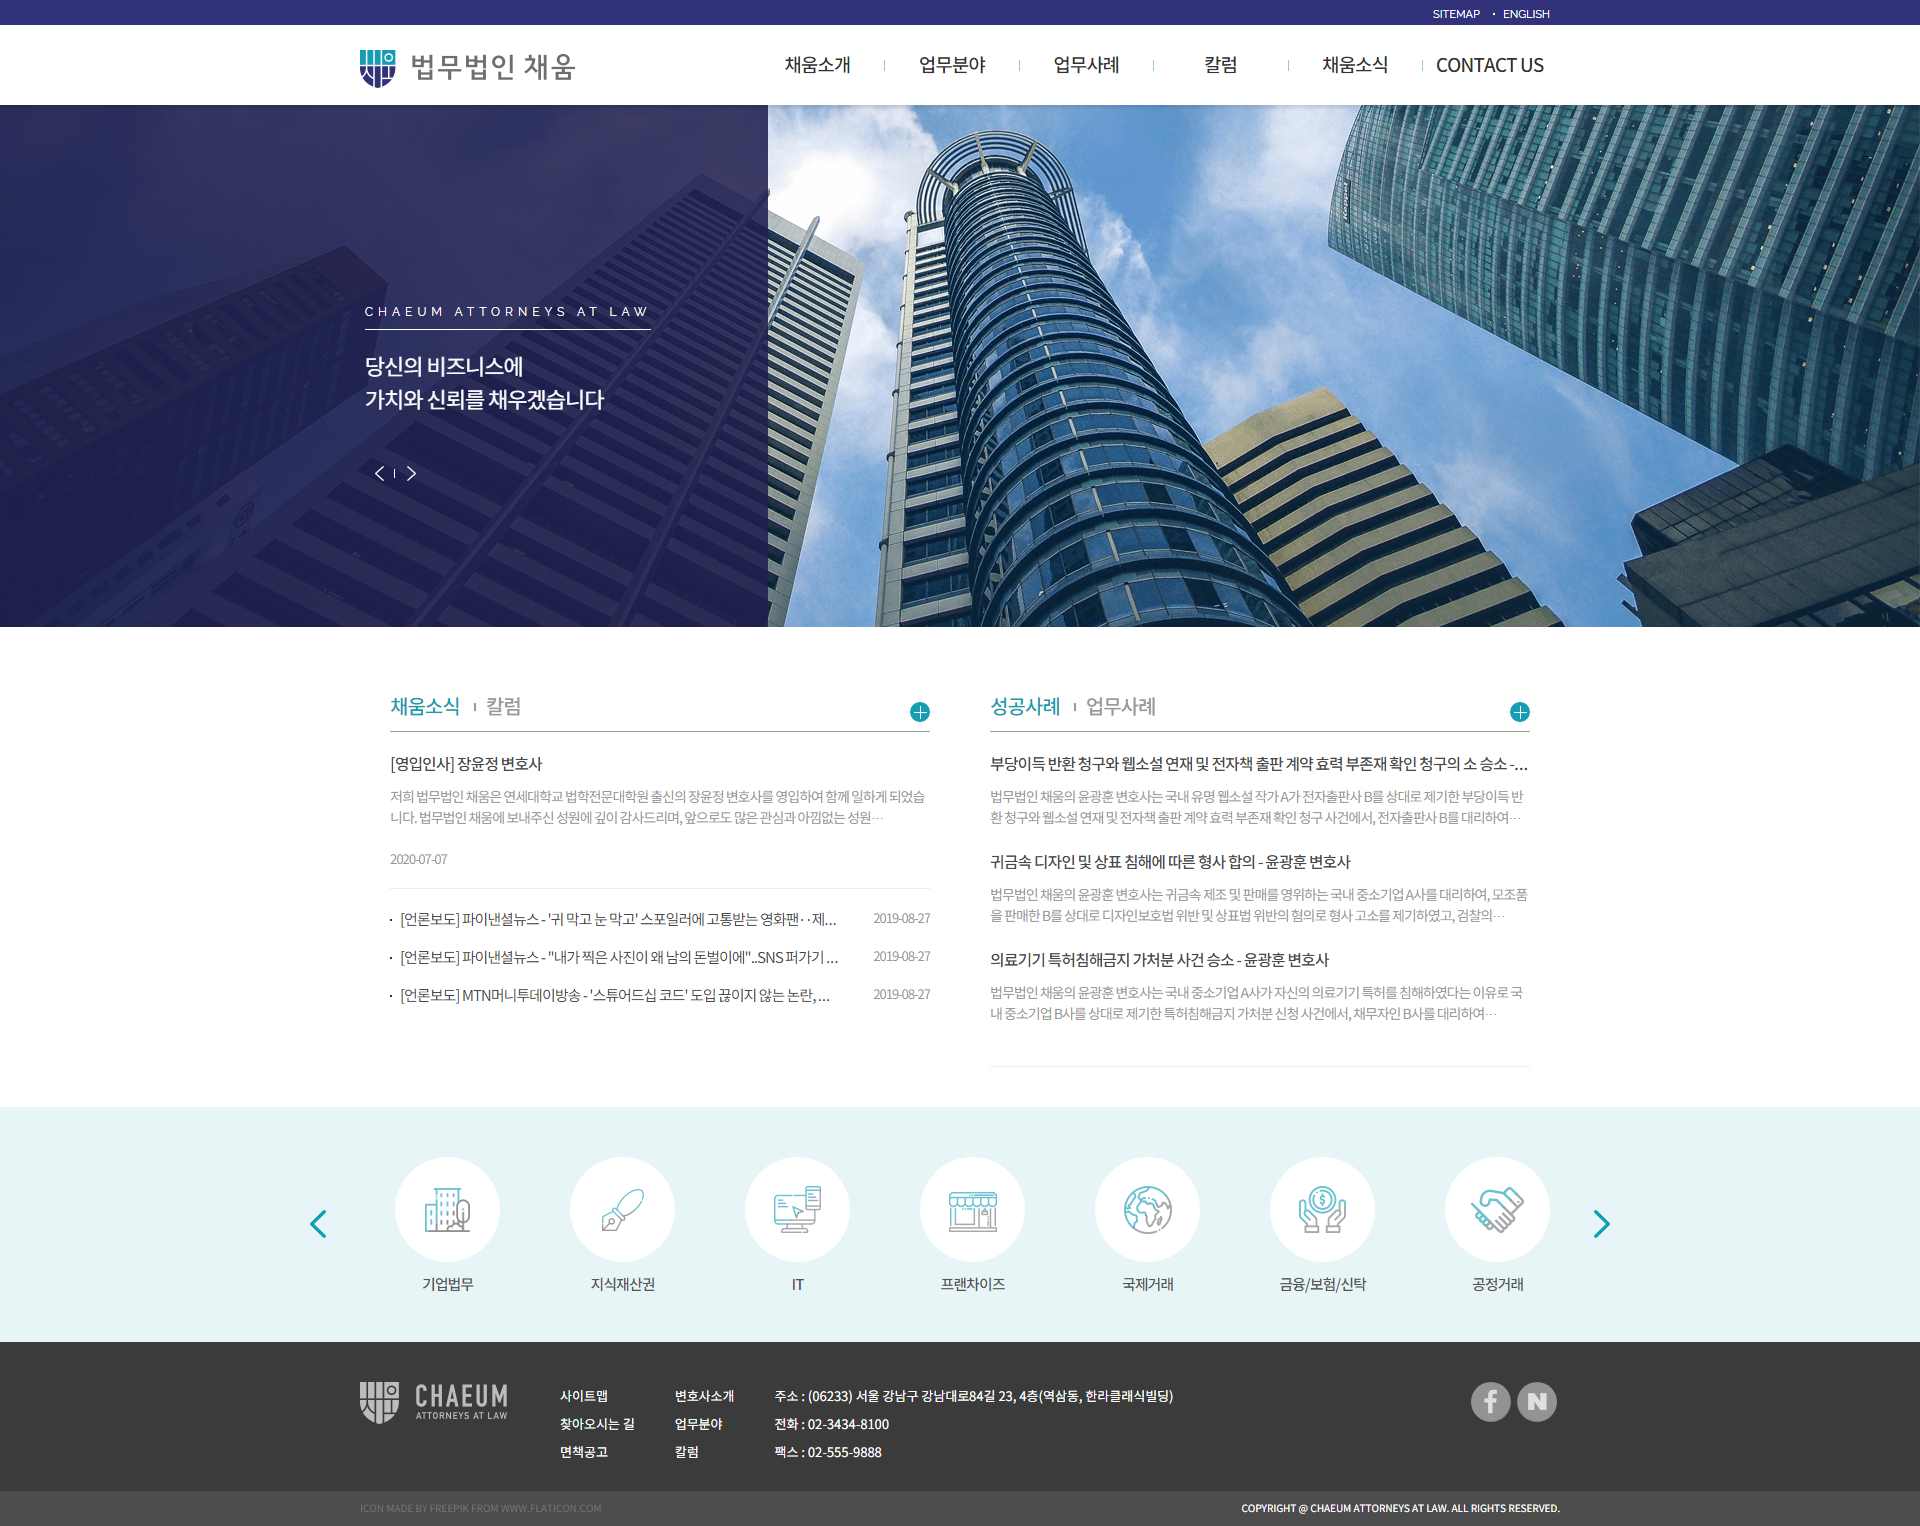 SITEMAP · ENGLISH
법무법인 채움
채움소개 업무분야 업무사례 칼럼 채움소식 CONTACT US
CHAEUM ATTORNEYS AT LAW
당신의 비즈니스에
가치와 신뢰를 채우겠습니다
채움소식 칼럼
[영입인사] 장윤정 변호사
저희 법무법인 채움은 연세대학교 법학전문대학원 출신의 장윤정 변호사를 영입하여 함께 일하게 되었습
니다. 법무법인 채움에 보내주신 성원에 깊이 감사드리며, 앞으로도 많은 관심과 아낌없는 성원…
2020-07-07
· [언론보도] 파이낸셜뉴스 - '귀 막고 눈 막고' 스포일러에 고통받는 영화팬‥제... 2019-08-27
· [언론보도] 파이낸셜뉴스 - "내가 찍은 사진이 왜 남의 돈벌이에"..SNS 퍼가기 ... 2019-08-27
· [언론보도] MTN머니투데이방송 - '스튜어드십 코드' 도입 끊이지 않는 논란, ... 2019-08-27
성공사례 업무사례
부당이득 반환 청구와 웹소설 연재 및 전자책 출판 계약 효력 부존재 확인 청구의 소 승소 -...
법무법인 채움의 윤광훈 변호사는 국내 유명 웹소설 작가 A가 전자출판사 B를 상대로 제기한 부당이득 반
환 청구와 웹소설 연재 및 전자책 출판 계약 효력 부존재 확인 청구 사건에서, 전자출판사 B를 대리하여…
귀금속 디자인 및 상표 침해에 따른 형사 합의 - 윤광훈 변호사
법무법인 채움의 윤광훈 변호사는 귀금속 제조 및 판매를 영위하는 국내 중소기업 A사를 대리하여, 모조품
을 판매한 B를 상대로 디자인보호법 위반 및 상표법 위반의 혐의로 형사 고소를 제기하였고, 검찰의…
의료기기 특허침해금지 가처분 사건 승소 - 윤광훈 변호사
법무법인 채움의 윤광훈 변호사는 국내 중소기업 A사가 자신의 의료기기 특허를 침해하였다는 이유로 국
내 중소기업 B사를 상대로 제기한 특허침해금지 가처분 신청 사건에서, 채무자인 B사를 대리하여…
기업법무 지식재산권 IT 프랜차이즈 국제거래 금융/보험/신탁 공정거래
CHAEUM
ATTORNEYS AT LAW
사이트맵 변호사소개 주소 : (06233) 서울 강남구 강남대로84길 23, 4층(역삼동, 한라클래식빌딩)
찾아오시는 길 업무분야 전화 : 02-3434-8100
면책공고 칼럼 팩스 : 02-555-9888
ICON MADE BY FREEPIK FROM WWW.FLATICON.COM
COPYRIGHT @ CHAEUM ATTORNEYS AT LAW. ALL RIGHTS RESERVED.